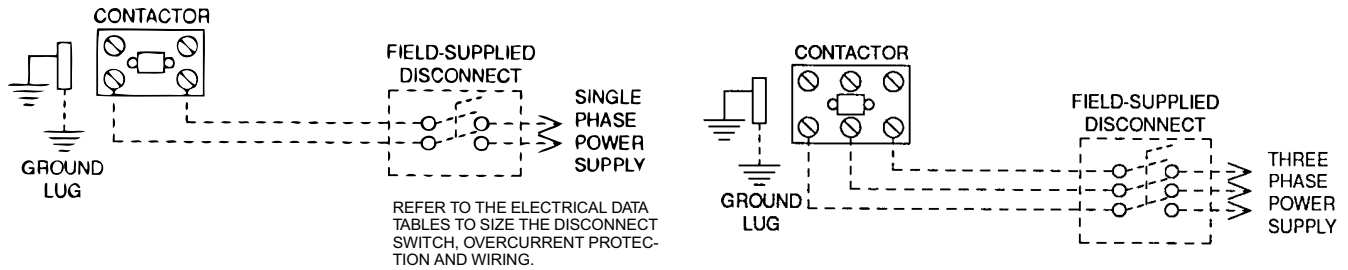 CONTACTOR
FIELD-SUPPLIED
DISCONNECT
SINGLE
PHASE
POWER
SUPPLY
GROUND
LUG
REFER TO THE ELECTRICAL DATA
TABLES TO SIZE THE DISCONNECT
SWITCH, OVERCURRENT PROTEC-
TION AND WIRING.
CONTACTOR
FIELD-SUPPLIED
DISCONNECT
THREE
PHASE
POWER
SUPPLY
GROUND
LUG